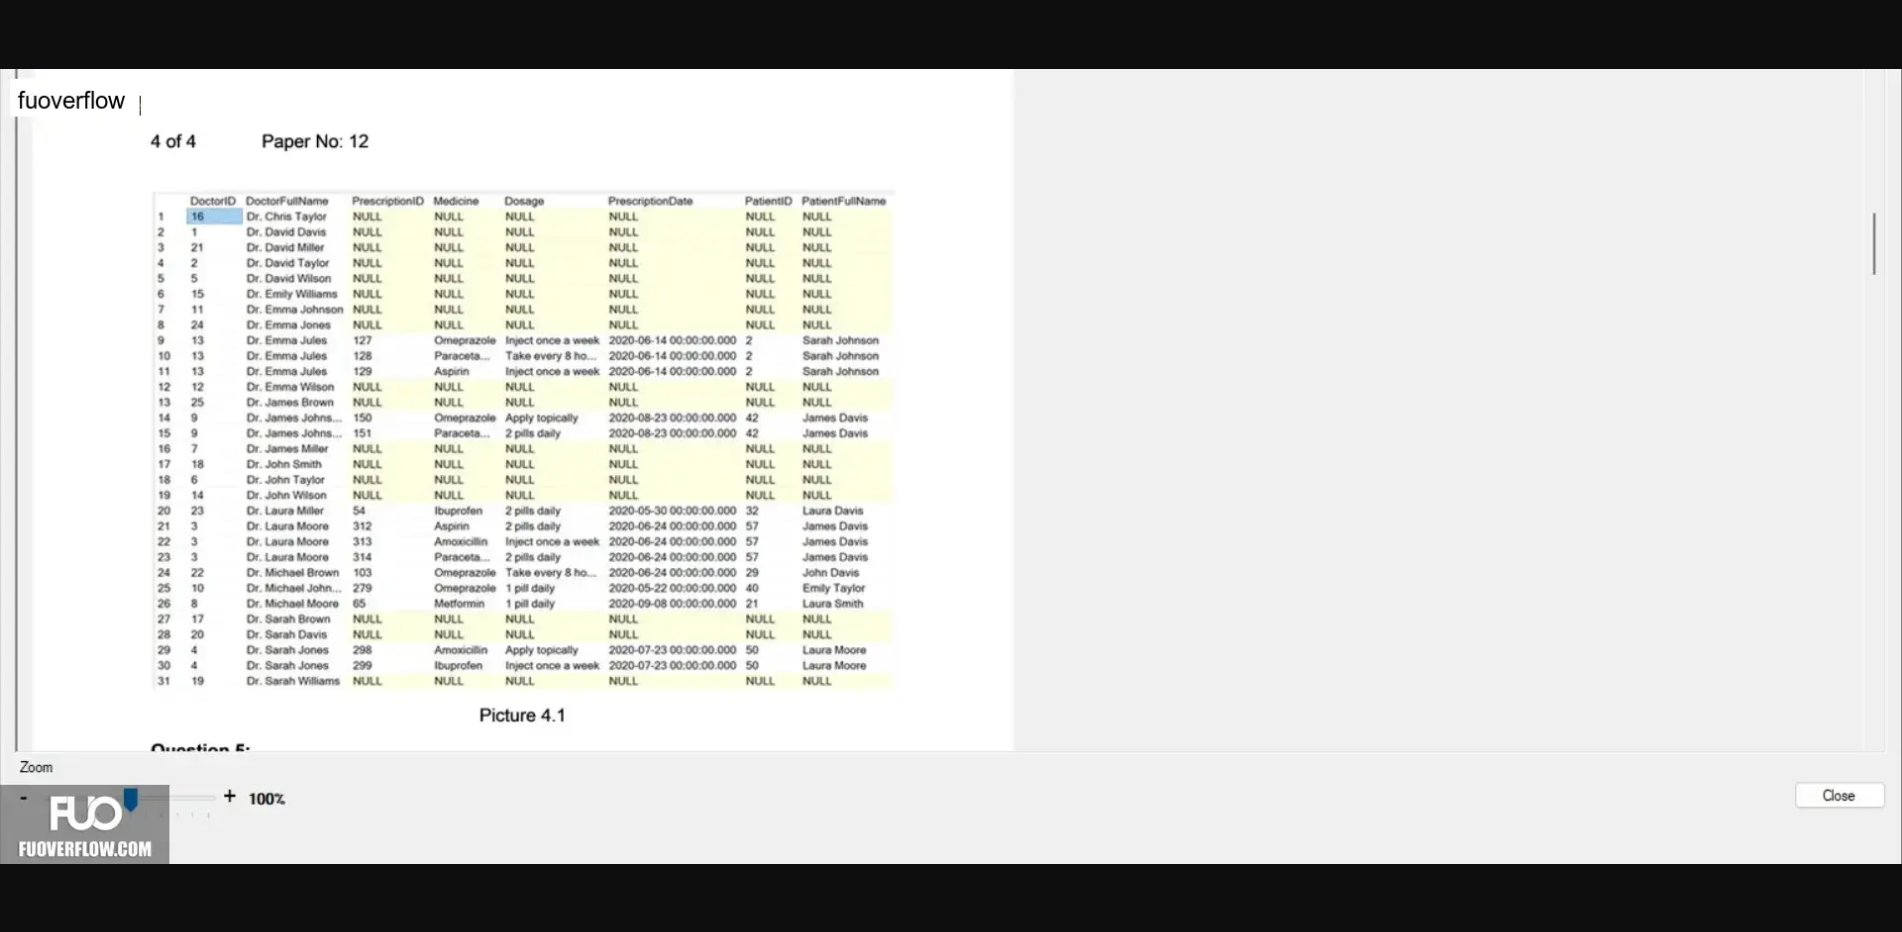 fuoverflow
4 of 4 Paper No: 12
DoctorID DoctorFullName PrescriptionID Medicine Dosage PrescriptionDate PatientID PatientFullName
1 16 Dr. Chris Taylor NULL NULL NULL NULL NULL NULL
2 1 Dr. David Davis NULL NULL NULL NULL NULL NULL
3 21 Dr. David Miller NULL NULL NULL NULL NULL NULL
4 2 Dr. David Taylor NULL NULL NULL NULL NULL NULL
5 5 Dr. David Wilson NULL NULL NULL NULL NULL NULL
6 15 Dr. Emily Williams NULL NULL NULL NULL NULL NULL
7 11 Dr. Emma Johnson NULL NULL NULL NULL NULL NULL
8 24 Dr. Emma Jones NULL NULL NULL NULL NULL NULL
9 13 Dr. Emma Jules 127 Omeprazole Inject once a week 2020-06-14 00:00:00.000 2 Sarah Johnson
10 13 Dr. Emma Jules 128 Paraceta... Take every 8 ho... 2020-06-14 00:00:00.000 2 Sarah Johnson
11 13 Dr. Emma Jules 129 Aspirin Inject once a week 2020-06-14 00:00:00.000 2 Sarah Johnson
12 12 Dr. Emma Wilson NULL NULL NULL NULL NULL NULL
13 25 Dr. James Brown NULL NULL NULL NULL NULL NULL
14 9 Dr. James Johns... 150 Omeprazole Apply topically 2020-08-23 00:00:00.000 42 James Davis
15 9 Dr. James Johns... 151 Paraceta... 2 pills daily 2020-08-23 00:00:00.000 42 James Davis
16 7 Dr. James Miller NULL NULL NULL NULL NULL NULL
17 18 Dr. John Smith NULL NULL NULL NULL NULL NULL
18 6 Dr. John Taylor NULL NULL NULL NULL NULL NULL
19 14 Dr. John Wilson NULL NULL NULL NULL NULL NULL
20 23 Dr. Laura Miller 54 Ibuprofen 2 pills daily 2020-05-30 00:00:00.000 32 Laura Davis
21 3 Dr. Laura Moore 312 Aspirin 2 pills daily 2020-06-24 00:00:00.000 57 James Davis
22 3 Dr. Laura Moore 313 Amoxicillin Inject once a week 2020-06-24 00:00:00.000 57 James Davis
23 3 Dr. Laura Moore 314 Paraceta... 2 pills daily 2020-06-24 00:00:00.000 57 James Davis
24 22 Dr. Michael Brown 103 Omeprazole Take every 8 ho... 2020-06-24 00:00:00.000 29 John Davis
25 10 Dr. Michael John... 279 Omeprazole 1 pill daily 2020-05-22 00:00:00.000 40 Emily Taylor
26 8 Dr. Michael Moore 65 Metformin 1 pill daily 2020-09-08 00:00:00.000 21 Laura Smith
27 17 Dr. Sarah Brown NULL NULL NULL NULL NULL NULL
28 20 Dr. Sarah Davis NULL NULL NULL NULL NULL NULL
29 4 Dr. Sarah Jones 298 Amoxicillin Apply topically 2020-07-23 00:00:00.000 50 Laura Moore
30 4 Dr. Sarah Jones 299 Ibuprofen Inject once a week 2020-07-23 00:00:00.000 50 Laura Moore
31 19 Dr. Sarah Williams NULL NULL NULL NULL NULL NULL
Picture 4.1
Question 5:
Zoom
- + 100%
Close
FUO
FUOVERFLOW.COM